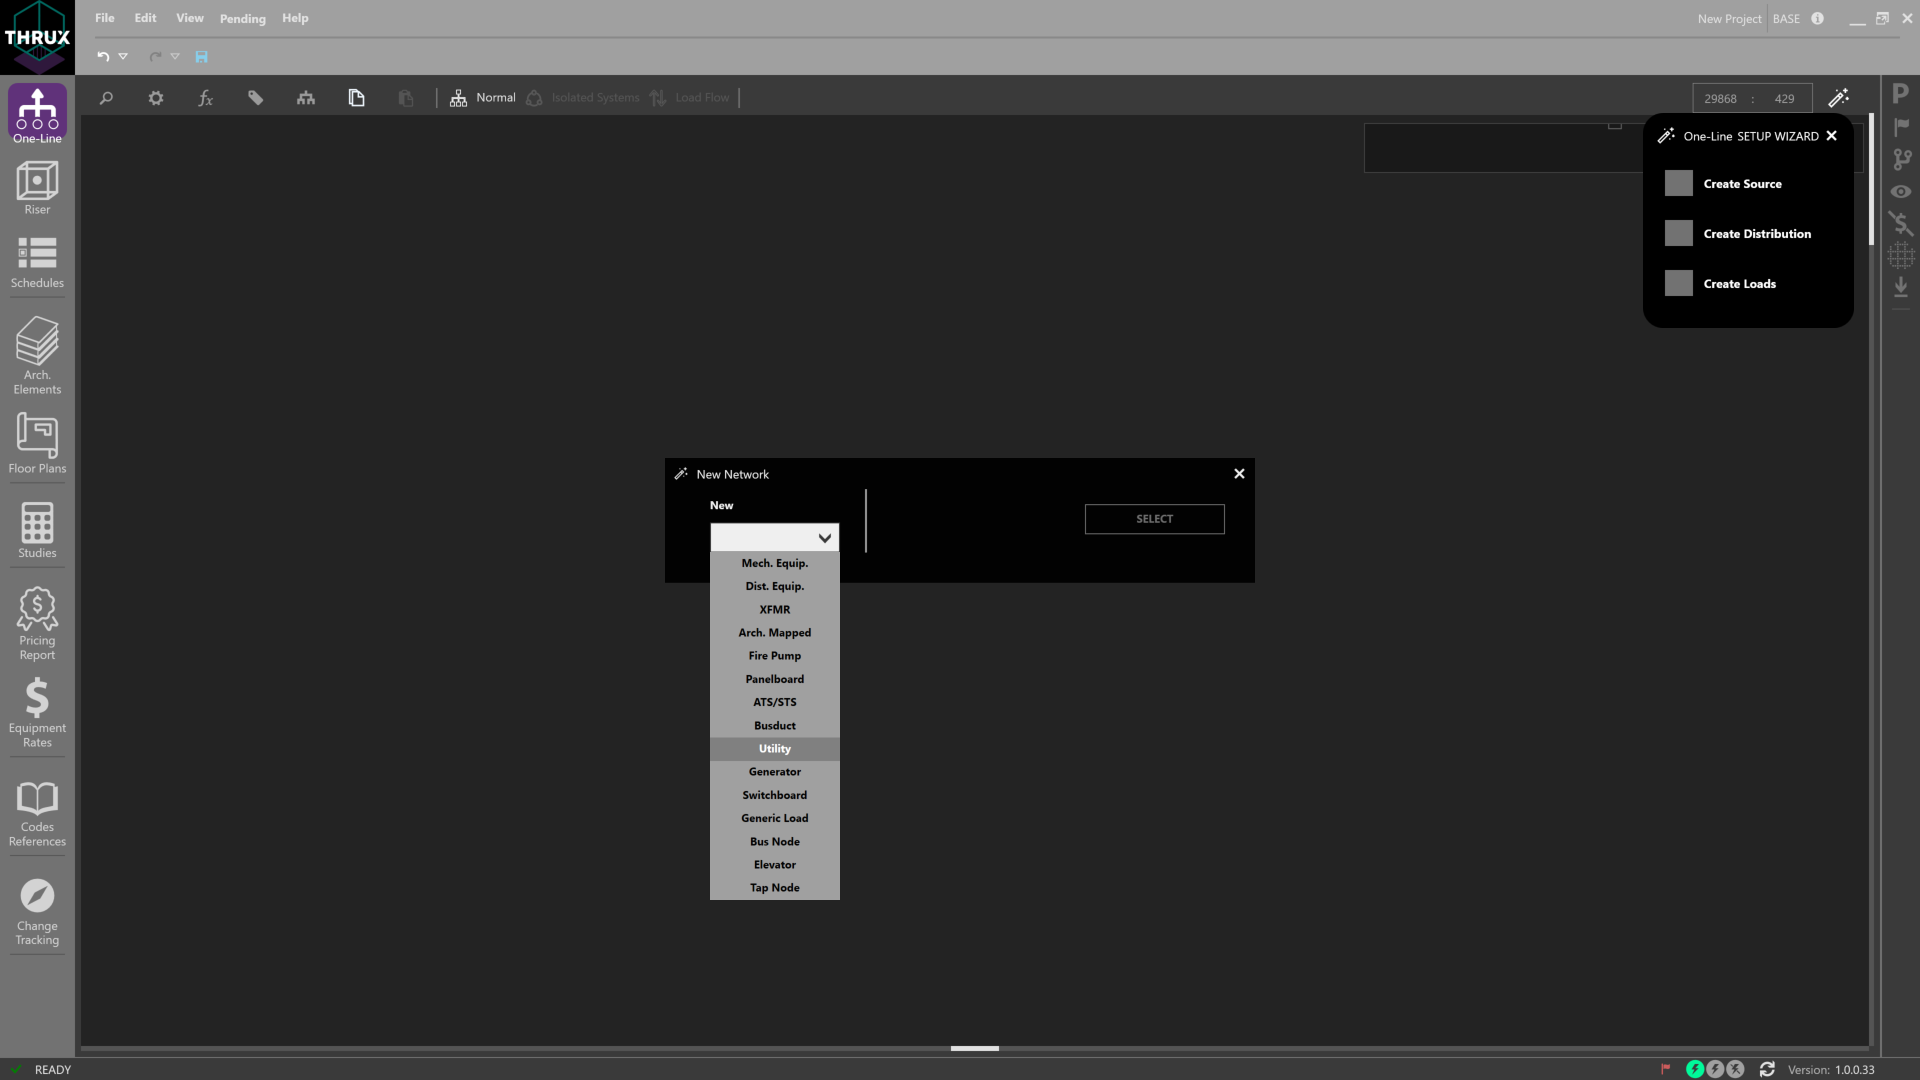 THRUX
File Edit View Pending Help
New Project BASE
One-Line
Riser
Schedules
Arch.
Elements
Floor Plans
Studies
Pricing
Report
Equipment
Rates
Codes
References
Change
Tracking
fx Normal Isolated Systems Load Flow
29868 : 429
P
One-Line SETUP WIZARD
Create Source
Create Distribution
Create Loads
New Network
New
SELECT
Mech. Equip.
Dist. Equip.
XFMR
Arch. Mapped
Fire Pump
Panelboard
ATS/STS
Busduct
Utility
Generator
Switchboard
Generic Load
Bus Node
Elevator
Tap Node
READY
Version: 1.0.0.33